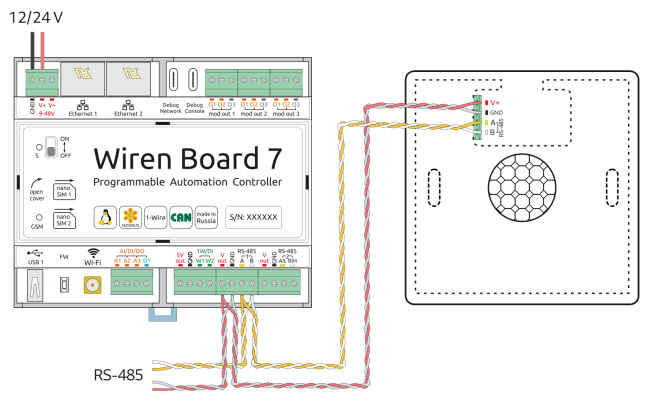 12/24 V
GND V+ V+
9-48V
Ethernet 1
Ethernet 2
Debug Network
Debug Console
O1 O2 O3
mod out 1
O1 O2 O3
mod out 2
O1 O2 O3
mod out 3
S
ON
OFF
open cover
nano SIM 1
GSM
nano SIM 2
Wiren Board 7
Programmable Automation Controller
MODBUS
1-Wire
CAN
made in Russia
S/N: XXXXXX
USB 1
FW
Wi-Fi
AI/DI/DO
A1 A2 A3 D1
5V out
GND
1W/DI
W1 W2
V out
GND
RS-485
A B
V out
GND
RS-485
V+
GND
A
B
RS-485
RS-485